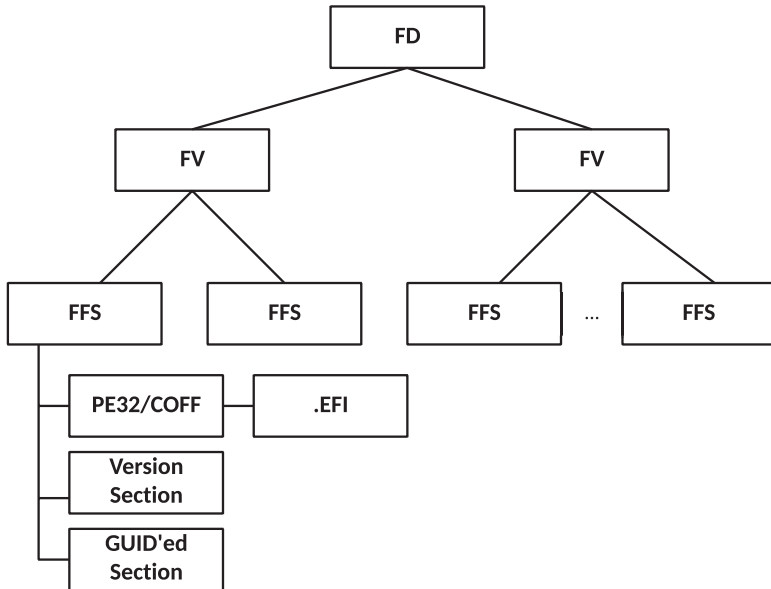 FD
FV
FV
FFS
FFS
FFS
...
FFS
PE32/COFF
.EFI
Version
Section
GUID'ed
Section